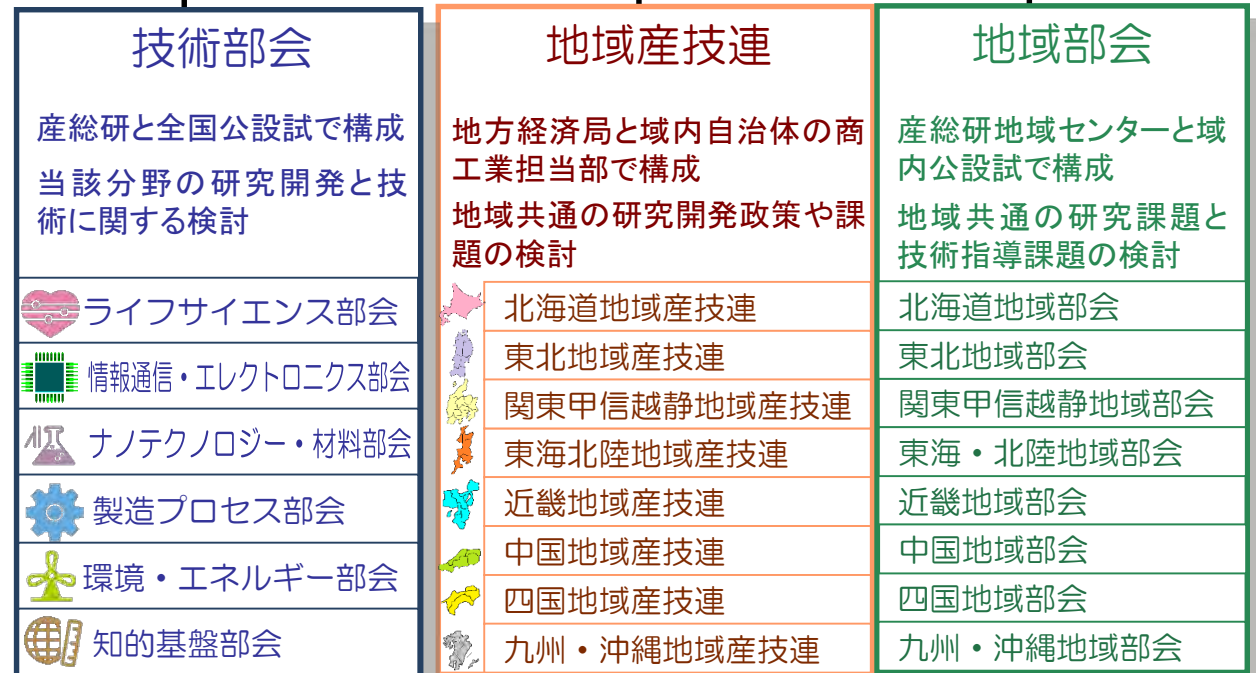 技術部会
産総研と全国公設試で構成
当該分野の研究開発と技
術に関する検討
ライフサイエンス部会
情報通信・エレクトロニクス部会
ナノテクノロジー・材料部会
製造プロセス部会
環境・エネルギー部会
知的基盤部会
地域産技連
地方経済局と域内自治体の商
工業担当部で構成
地域共通の研究開発政策や課
題の検討
北海道地域産技連
東北地域産技連
関東甲信越静地域産技連
東海北陸地域産技連
近畿地域産技連
中国地域産技連
四国地域産技連
九州・沖縄地域産技連
地域部会
産総研地域センターと域
内公設試で構成
地域共通の研究課題と
技術指導課題の検討
北海道地域部会
東北地域部会
関東甲信越静地域部会
東海・北陸地域部会
近畿地域部会
中国地域部会
四国地域部会
九州・沖縄地域部会